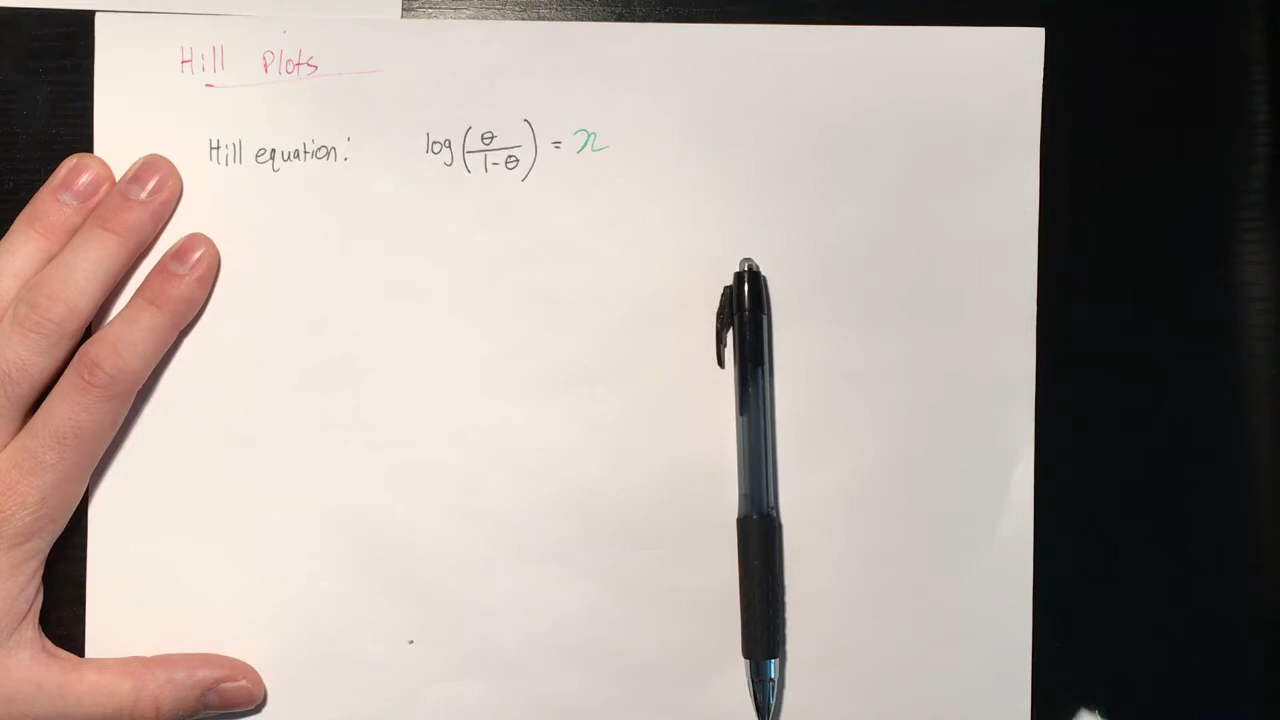 Hill Plots
Hill equation: log(θ/1-θ) = n